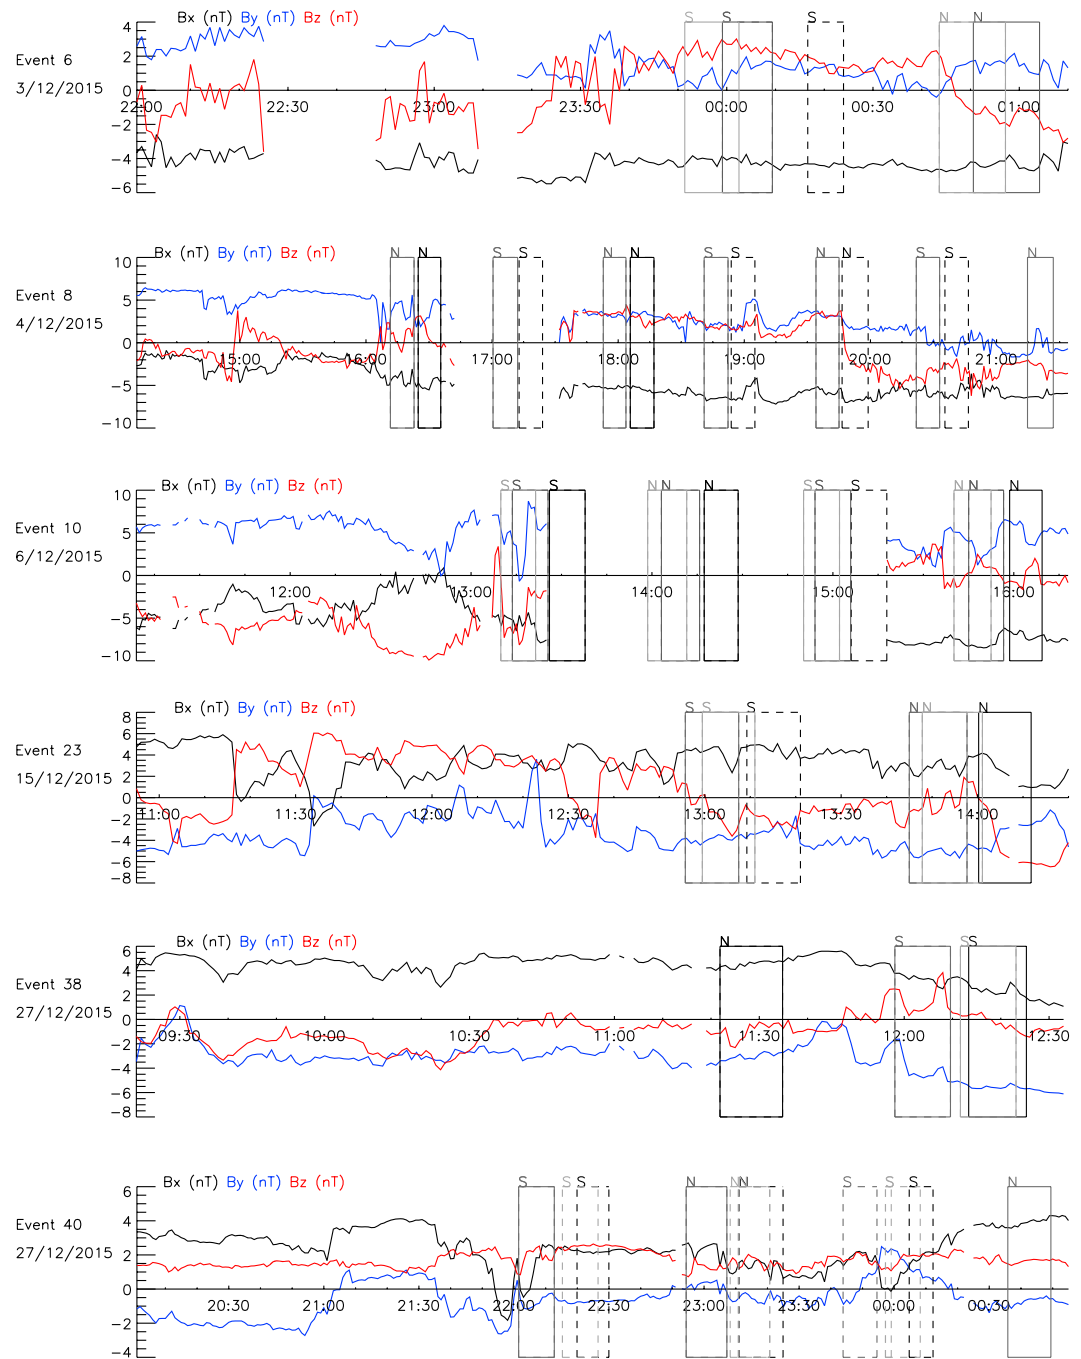 Bx (nT) By (nT) Bz (nT)
S S S N N
Event 6
3/12/2015
4
2
0
-2
-4
-6
22:00 22:30 23:00 23:30 00:00 00:30 01:00
Bx (nT) By (nT) Bz (nT)
N N S S N N S S N N S S N
Event 8
4/12/2015
10
5
0
-5
-10
15:00 16:00 17:00 18:00 19:00 20:00 21:00
Bx (nT) By (nT) Bz (nT)
S S S N N N S S S N N N
Event 10
6/12/2015
10
5
0
-5
-10
12:00 13:00 14:00 15:00 16:00
Bx (nT) By (nT) Bz (nT)
S S S N N N
Event 23
15/12/2015
8
6
4
2
0
-2
-4
-6
-8
11:00 11:30 12:00 12:30 13:00 13:30 14:00
Bx (nT) By (nT) Bz (nT)
N S S S
Event 38
27/12/2015
6
4
2
0
-2
-4
-6
-8
09:30 10:00 10:30 11:00 11:30 12:00 12:30
Bx (nT) By (nT) Bz (nT)
S S S N N N S S S N
Event 40
27/12/2015
6
4
2
0
-2
-4
20:30 21:00 21:30 22:00 22:30 23:00 23:30 00:00 00:30